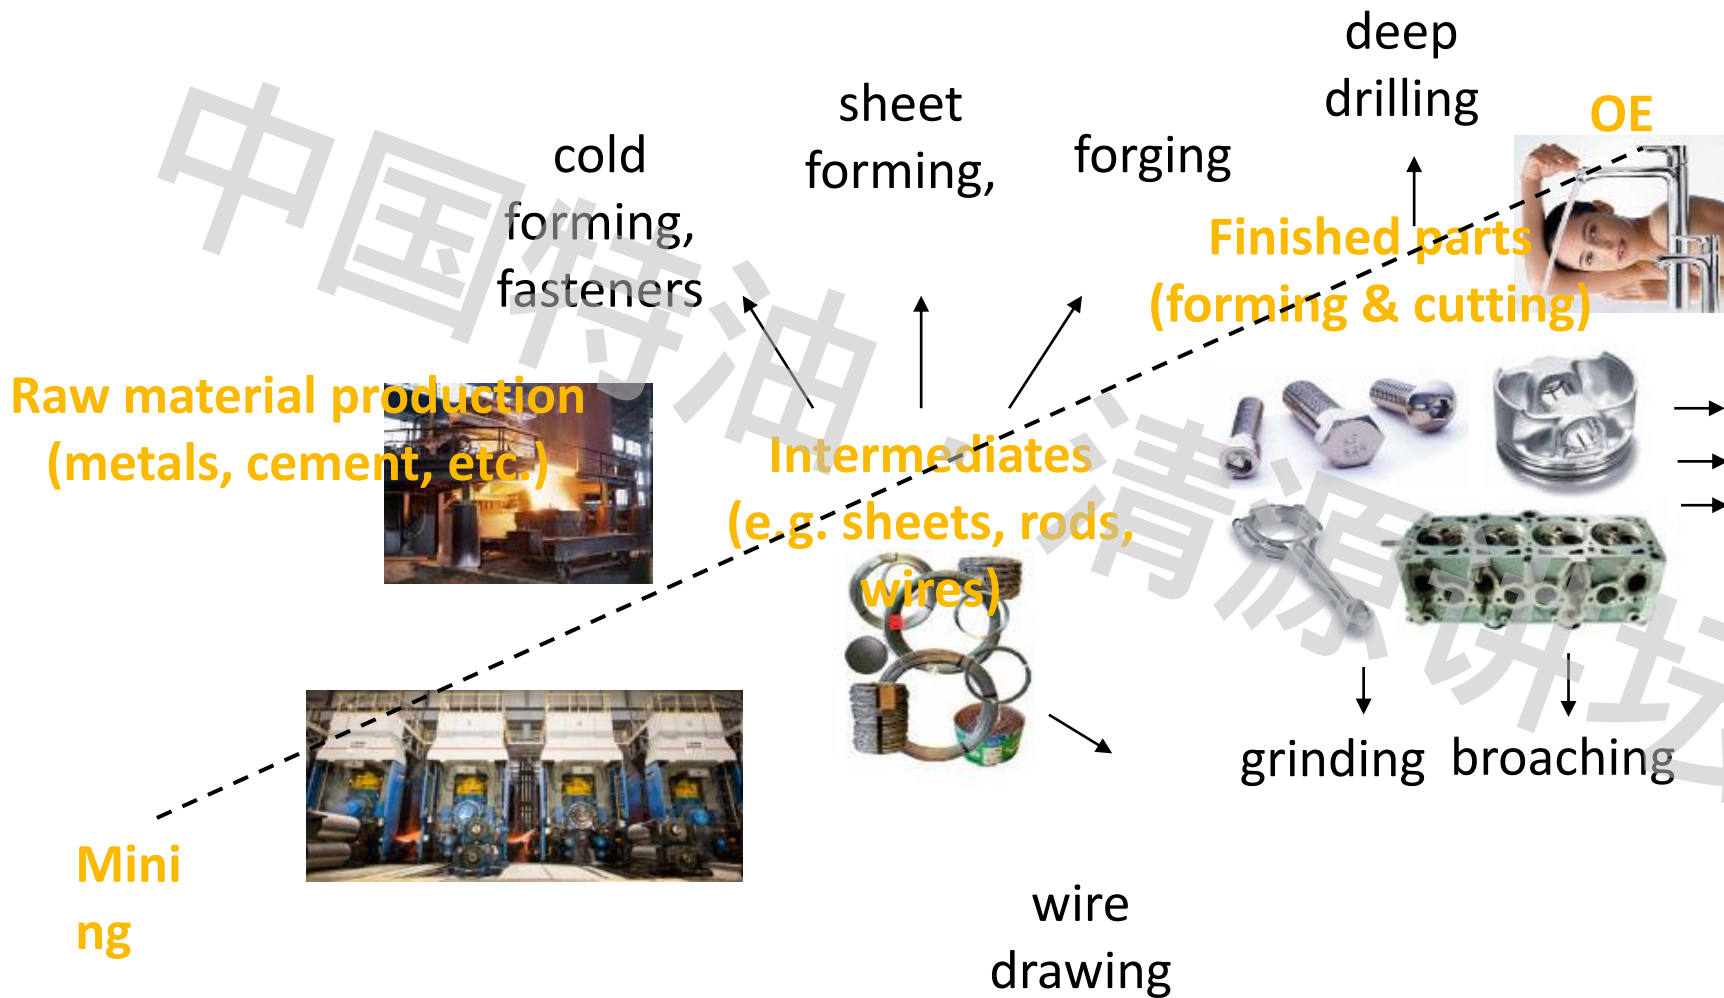 deep
drilling
OE
sheet
forming,
cold
forming,
fasteners
forging
Finished parts
(forming & cutting)
Raw material production
(metals, cement, etc.)
Intermediates
(e.g. sheets, rods,
wires)
grinding
broaching
Mini
ng
wire
drawing
中国特油·清源讲坛